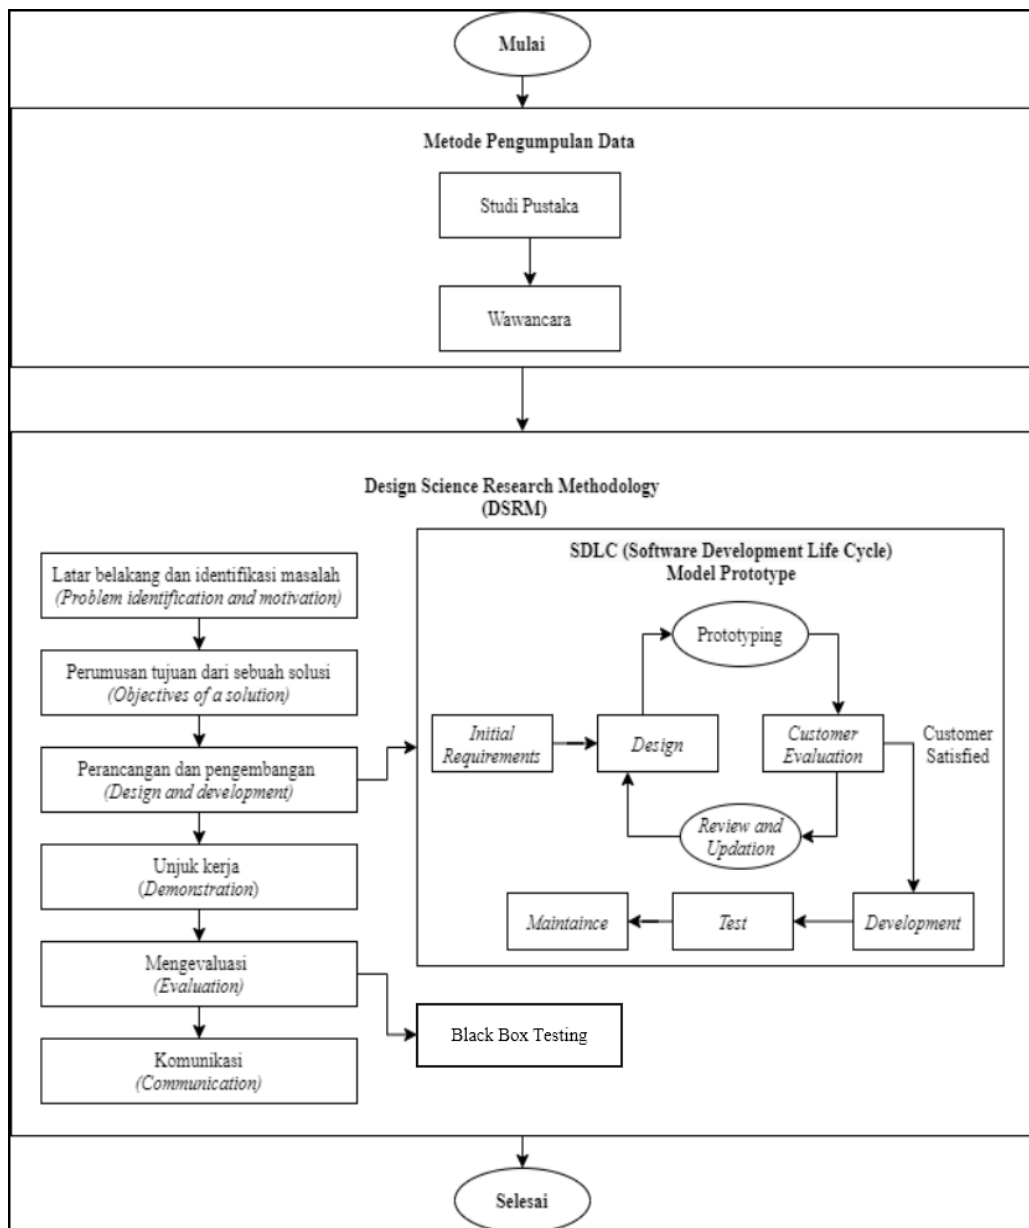 Mulai
Metode Pengumpulan Data
Studi Pustaka
Wawancara
Design Science Research Methodology
(DSRM)
Latar belakang dan identifikasi masalah
(Problem identification and motivation)
Perumusan tujuan dari sebuah solusi
(Objectives of a solution)
Perancangan dan pengembangan
(Design and development)
Unjuk kerja
(Demonstration)
Mengevaluasi
(Evaluation)
Komunikasi
(Communication)
SDLC (Software Development Life Cycle)
Model Prototype
Prototyping
Initial
Requirements
Design
Customer
Evaluation
Customer
Satisfied
Review and
Updation
Maintaince
Test
Development
Black Box Testing
Selesai